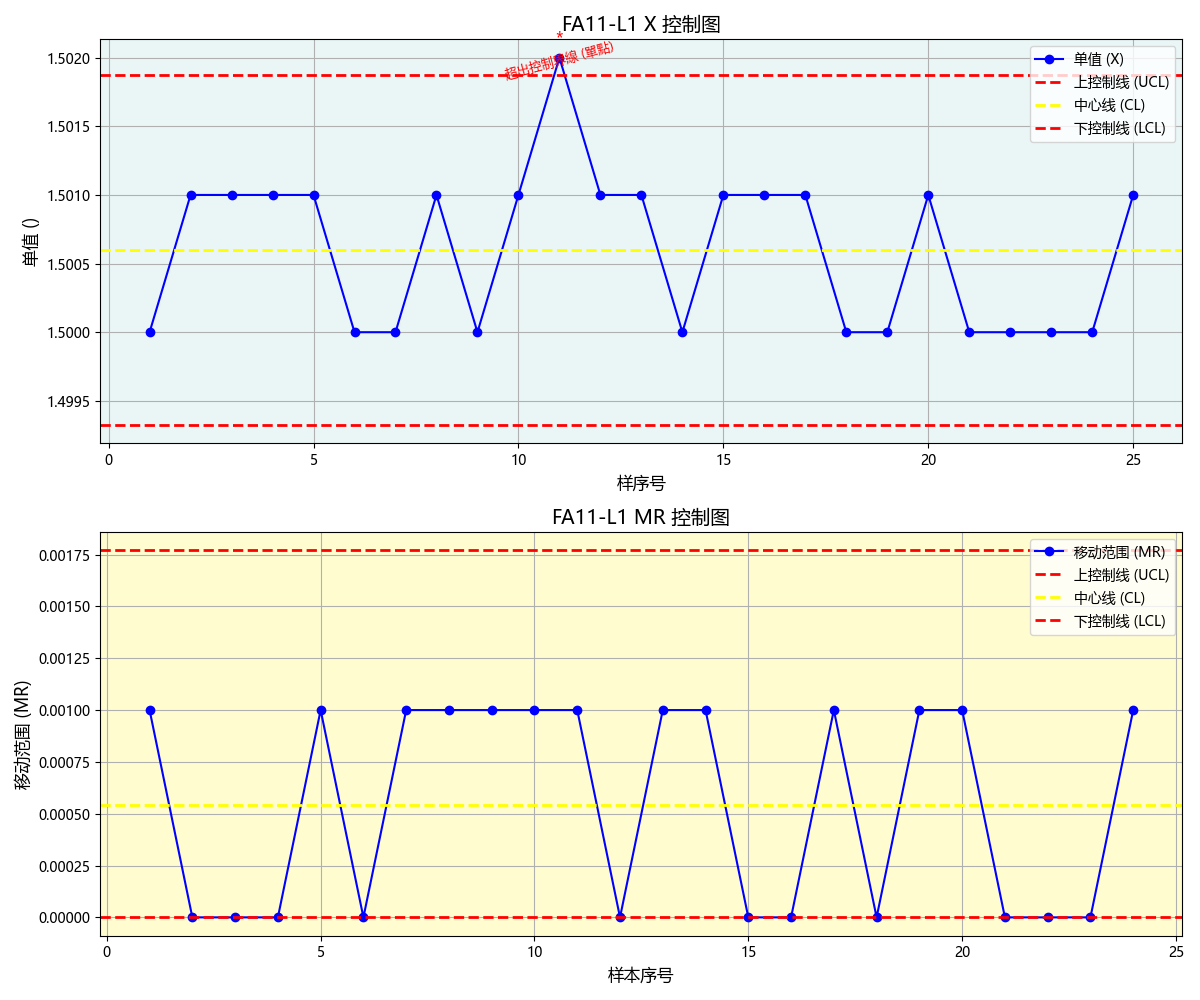 FA11-L1 X 控制图
*
超出控制界線 (單點)
单值 (X)
上控制线 (UCL)
中心线 (CL)
下控制线 (LCL)
单值 ()
1.5020
1.5015
1.5010
1.5005
1.5000
1.4995
0 5 10 15 20 25
样序号
FA11-L1 MR 控制图
移动范围 (MR)
上控制线 (UCL)
中心线 (CL)
下控制线 (LCL)
移动范围 (MR)
0.00175
0.00150
0.00125
0.00100
0.00075
0.00050
0.00025
0.00000
0 5 10 15 20 25
样本序号